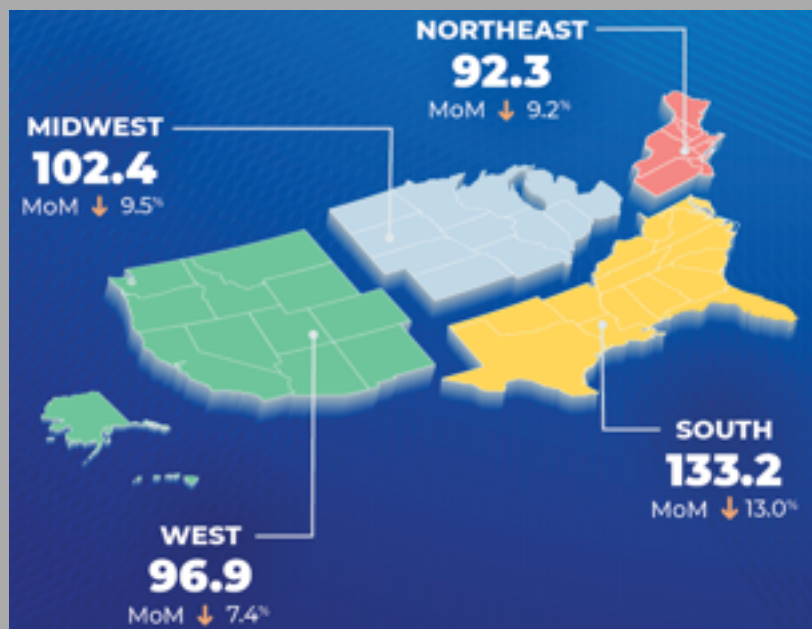 NORTHEAST
92.3
MoM ↓ 9.2%
MIDWEST
102.4
MoM ↓ 9.5%
SOUTH
133.2
MoM ↓ 13.0%
WEST
96.9
MoM ↓ 7.4%